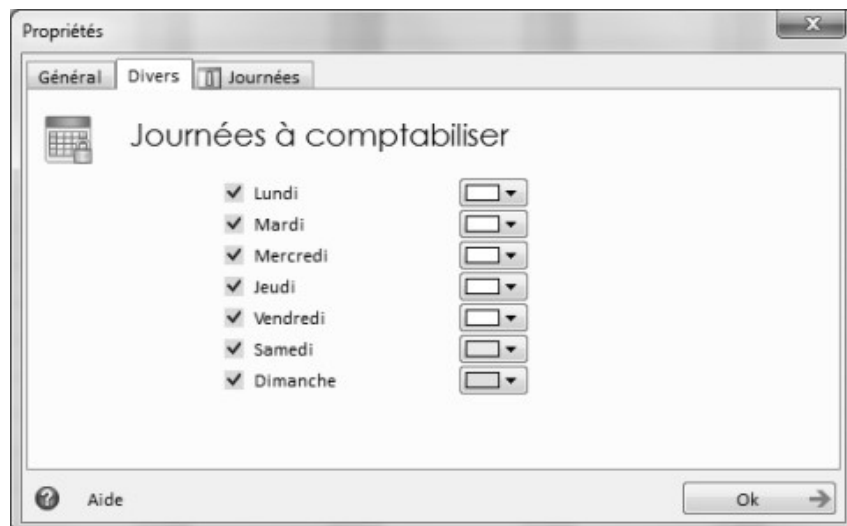 Propriétés
Général Divers Journées
Journées à comptabiliser
Lundi
Mardi
Mercredi
Jeudi
Vendredi
Samedi
Dimanche
Aide Ok